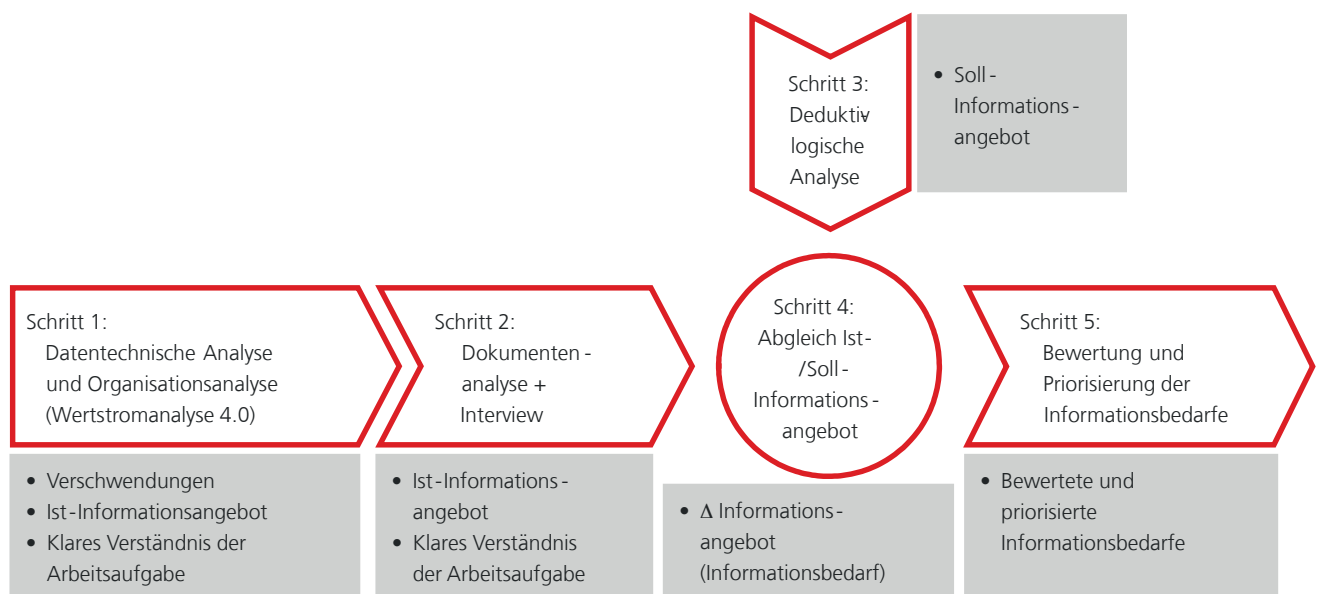 Schritt 3:
Deduktiv
logische
Analyse
• Soll-
Informations-
angebot
Schritt 1:
Datentechnische Analyse
und Organisationsanalyse
(Wertstromanalyse 4.0)
• Verschwendungen
• Ist-Informationsangebot
• Klares Verständnis der
Arbeitsaufgabe
Schritt 2:
Dokumenten-
analyse +
Interview
• Ist-Informations-
angebot
• Klares Verständnis
der Arbeitsaufgabe
Schritt 4:
Abgleich Ist-
/Soll-
Informations-
angebot
• Δ Informations-
angebot
(Informationsbedarf)
Schritt 5:
Bewertung und
Priorisierung der
Informationsbedarfe
• Bewertete und
priorisierte
Informationsbedarfe